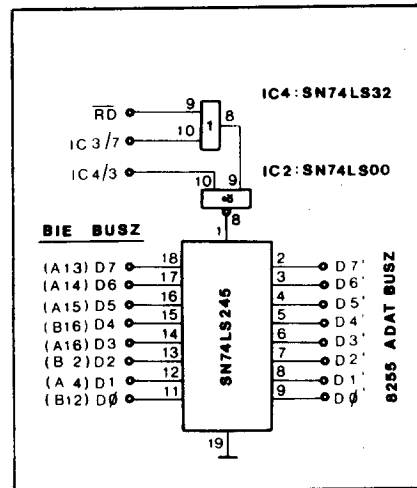 IC4:SN74LS32
9
R̅D̅
8
1
IC3/7
10
IC4/3
10
9
IC2:SN74LS00
&
8
BIE BUSZ
1
(A13) D7 18
2 D7'
(A14) D6 17
3 D6'
(A15) D5 16
4 D5'
(B16) D4 15
5 D4'
(A16) D3 14
6 D3'
(B 2) D2 13
7 D2'
(A 4) D1 12
8 D1'
(B12) DØ 11
9 DØ'
SN74LS245
8255 ADAT BUSZ
19